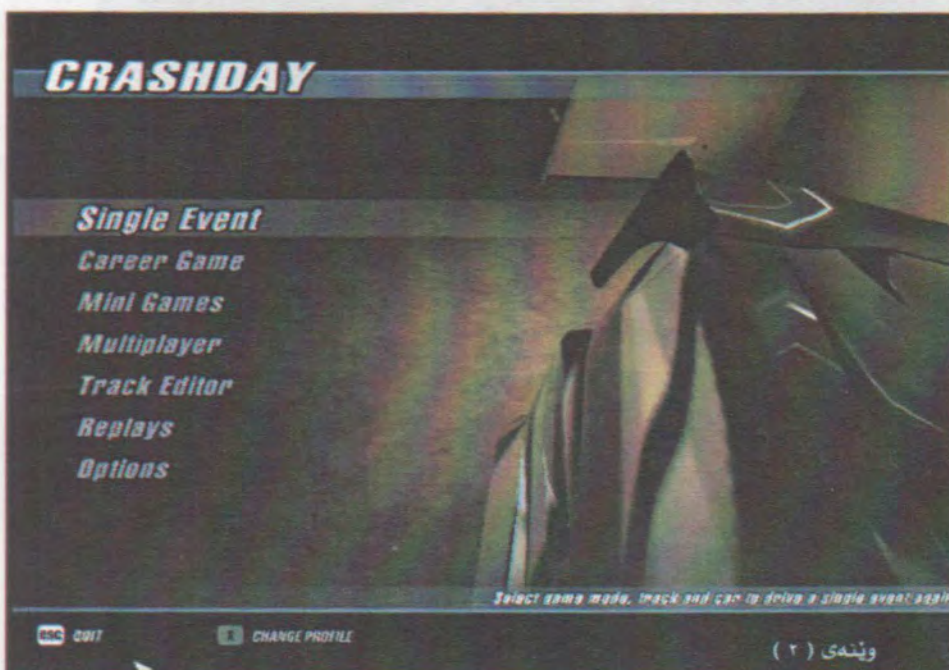 CRASHDAY
Single Event
Career Game
Mini Games
Multiplayer
Track Editor
Replays
Options
Select game mode, track and car to drive a single event again
ESC QUIT
CHANGE PROFILE
وێنەی ( ٢ )